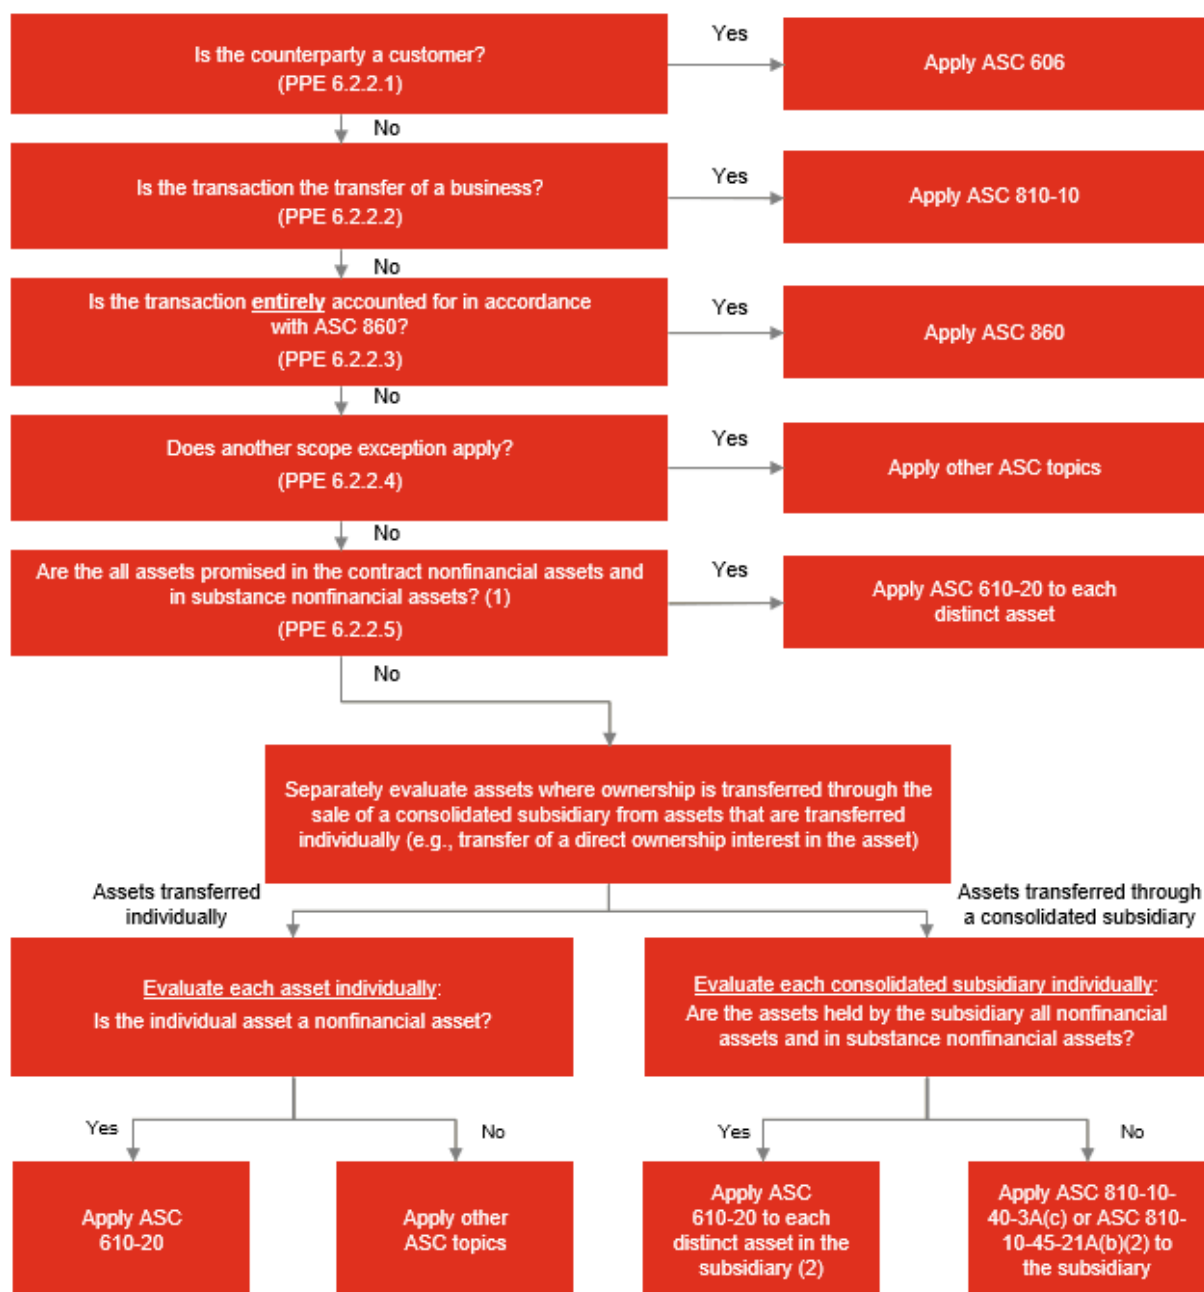 Is the counterparty a customer?
(PPE 6.2.2.1)
Yes
Apply ASC 606
No
Is the transaction the transfer of a business?
(PPE 6.2.2.2)
Yes
Apply ASC 810-10
No
Is the transaction entirely accounted for in accordance
with ASC 860?
(PPE 6.2.2.3)
Yes
Apply ASC 860
No
Does another scope exception apply?
(PPE 6.2.2.4)
Yes
Apply other ASC topics
No
Are the all assets promised in the contract nonfinancial assets and
in substance nonfinancial assets? (1)
(PPE 6.2.2.5)
Yes
Apply ASC 610-20 to each
distinct asset
No
Separately evaluate assets where ownership is transferred through the
sale of a consolidated subsidiary from assets that are transferred
individually (e.g., transfer of a direct ownership interest in the asset)
Assets transferred
individually
Assets transferred through
a consolidated subsidiary
Evaluate each asset individually:
Is the individual asset a nonfinancial asset?
Evaluate each consolidated subsidiary individually:
Are the assets held by the subsidiary all nonfinancial
assets and in substance nonfinancial assets?
Yes
No
Yes
No
Apply ASC
610-20
Apply other
ASC topics
Apply ASC
610-20 to each
distinct asset in the
subsidiary (2)
Apply ASC 810-10-
40-3A(c) or ASC 810-
10-45-21A(b)(2) to
the subsidiary